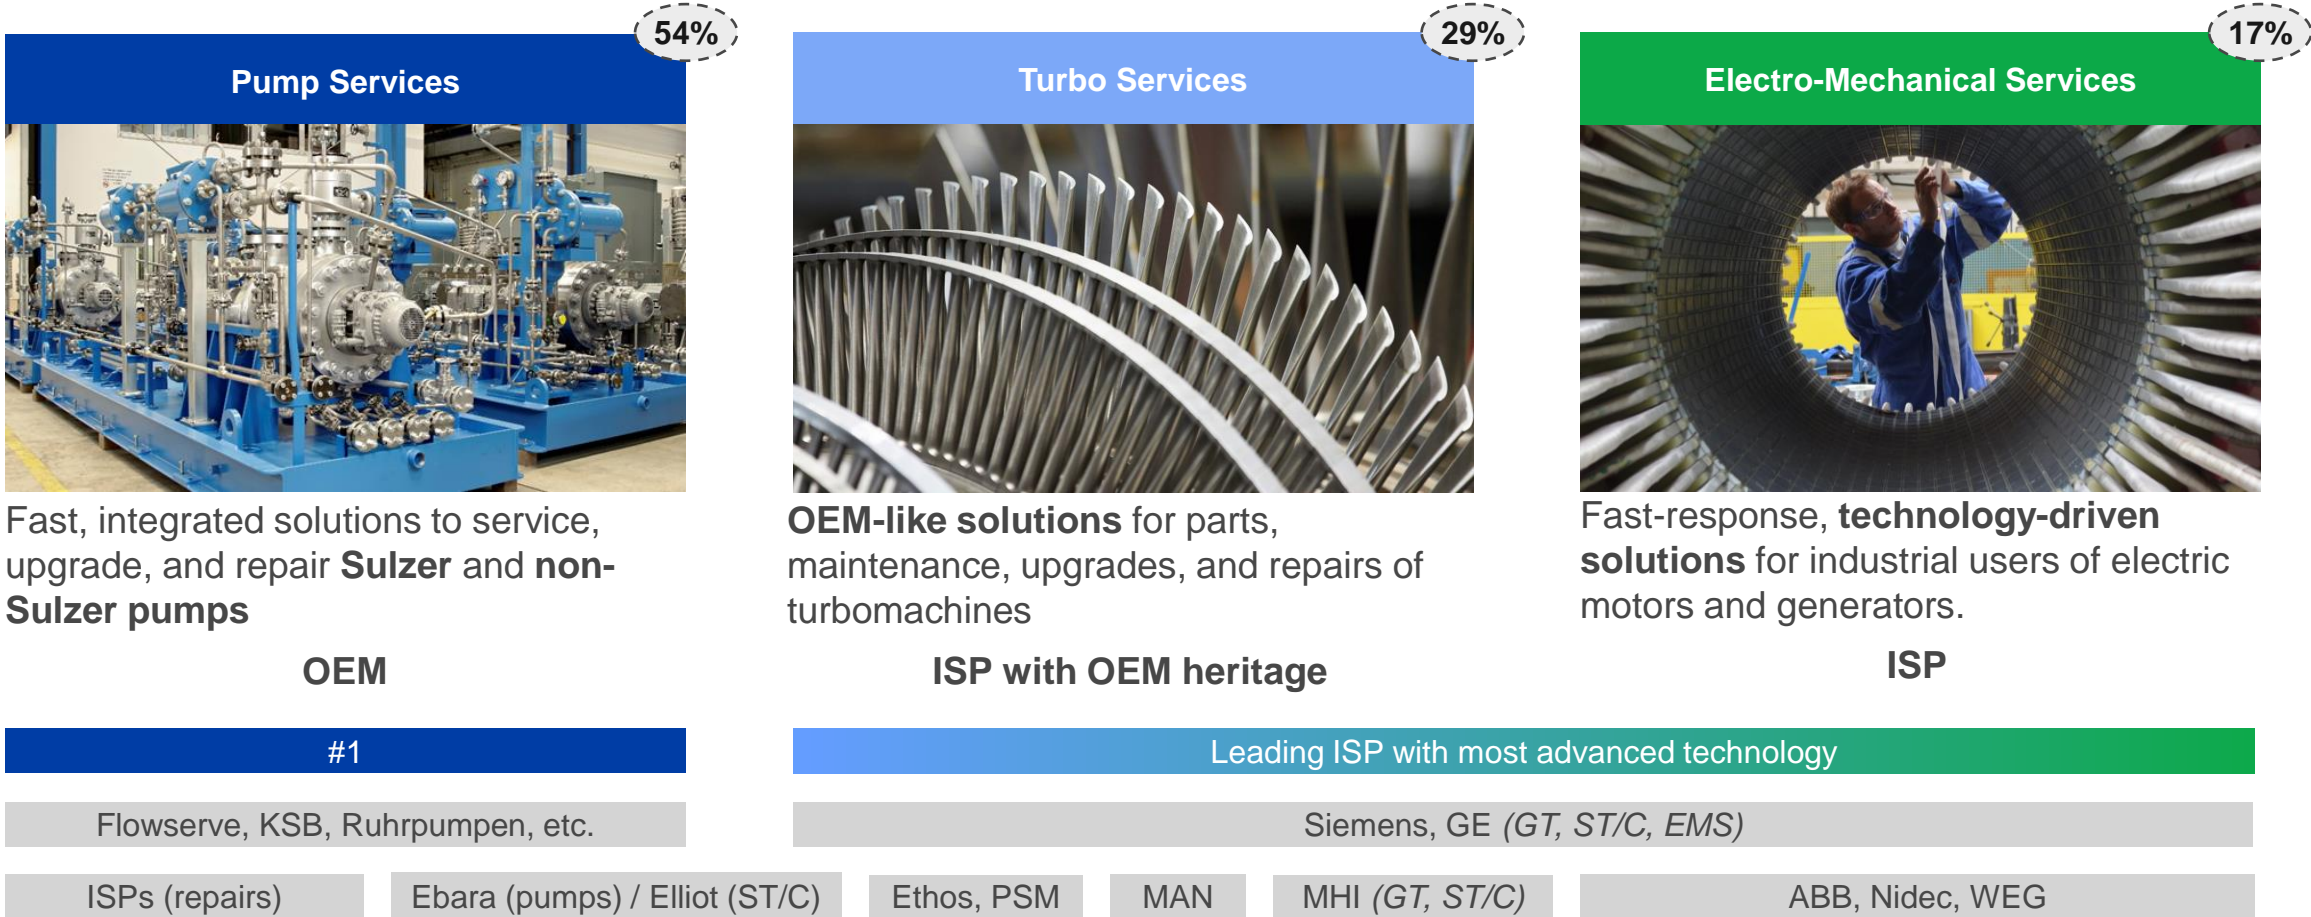 54%
Pump Services
Fast, integrated solutions to service,
upgrade, and repair Sulzer and non-
Sulzer pumps
OEM
29%
Turbo Services
OEM-like solutions for parts,
maintenance, upgrades, and repairs of
turbomachines
ISP with OEM heritage
17%
Electro-Mechanical Services
Fast-response, technology-driven
solutions for industrial users of electric
motors and generators.
ISP
#1
Leading ISP with most advanced technology
Flowserve, KSB, Ruhrpumpen, etc.
Siemens, GE (GT, ST/C, EMS)
ISPs (repairs)
Ebara (pumps) / Elliot (ST/C)
Ethos, PSM
MAN
MHI (GT, ST/C)
ABB, Nidec, WEG